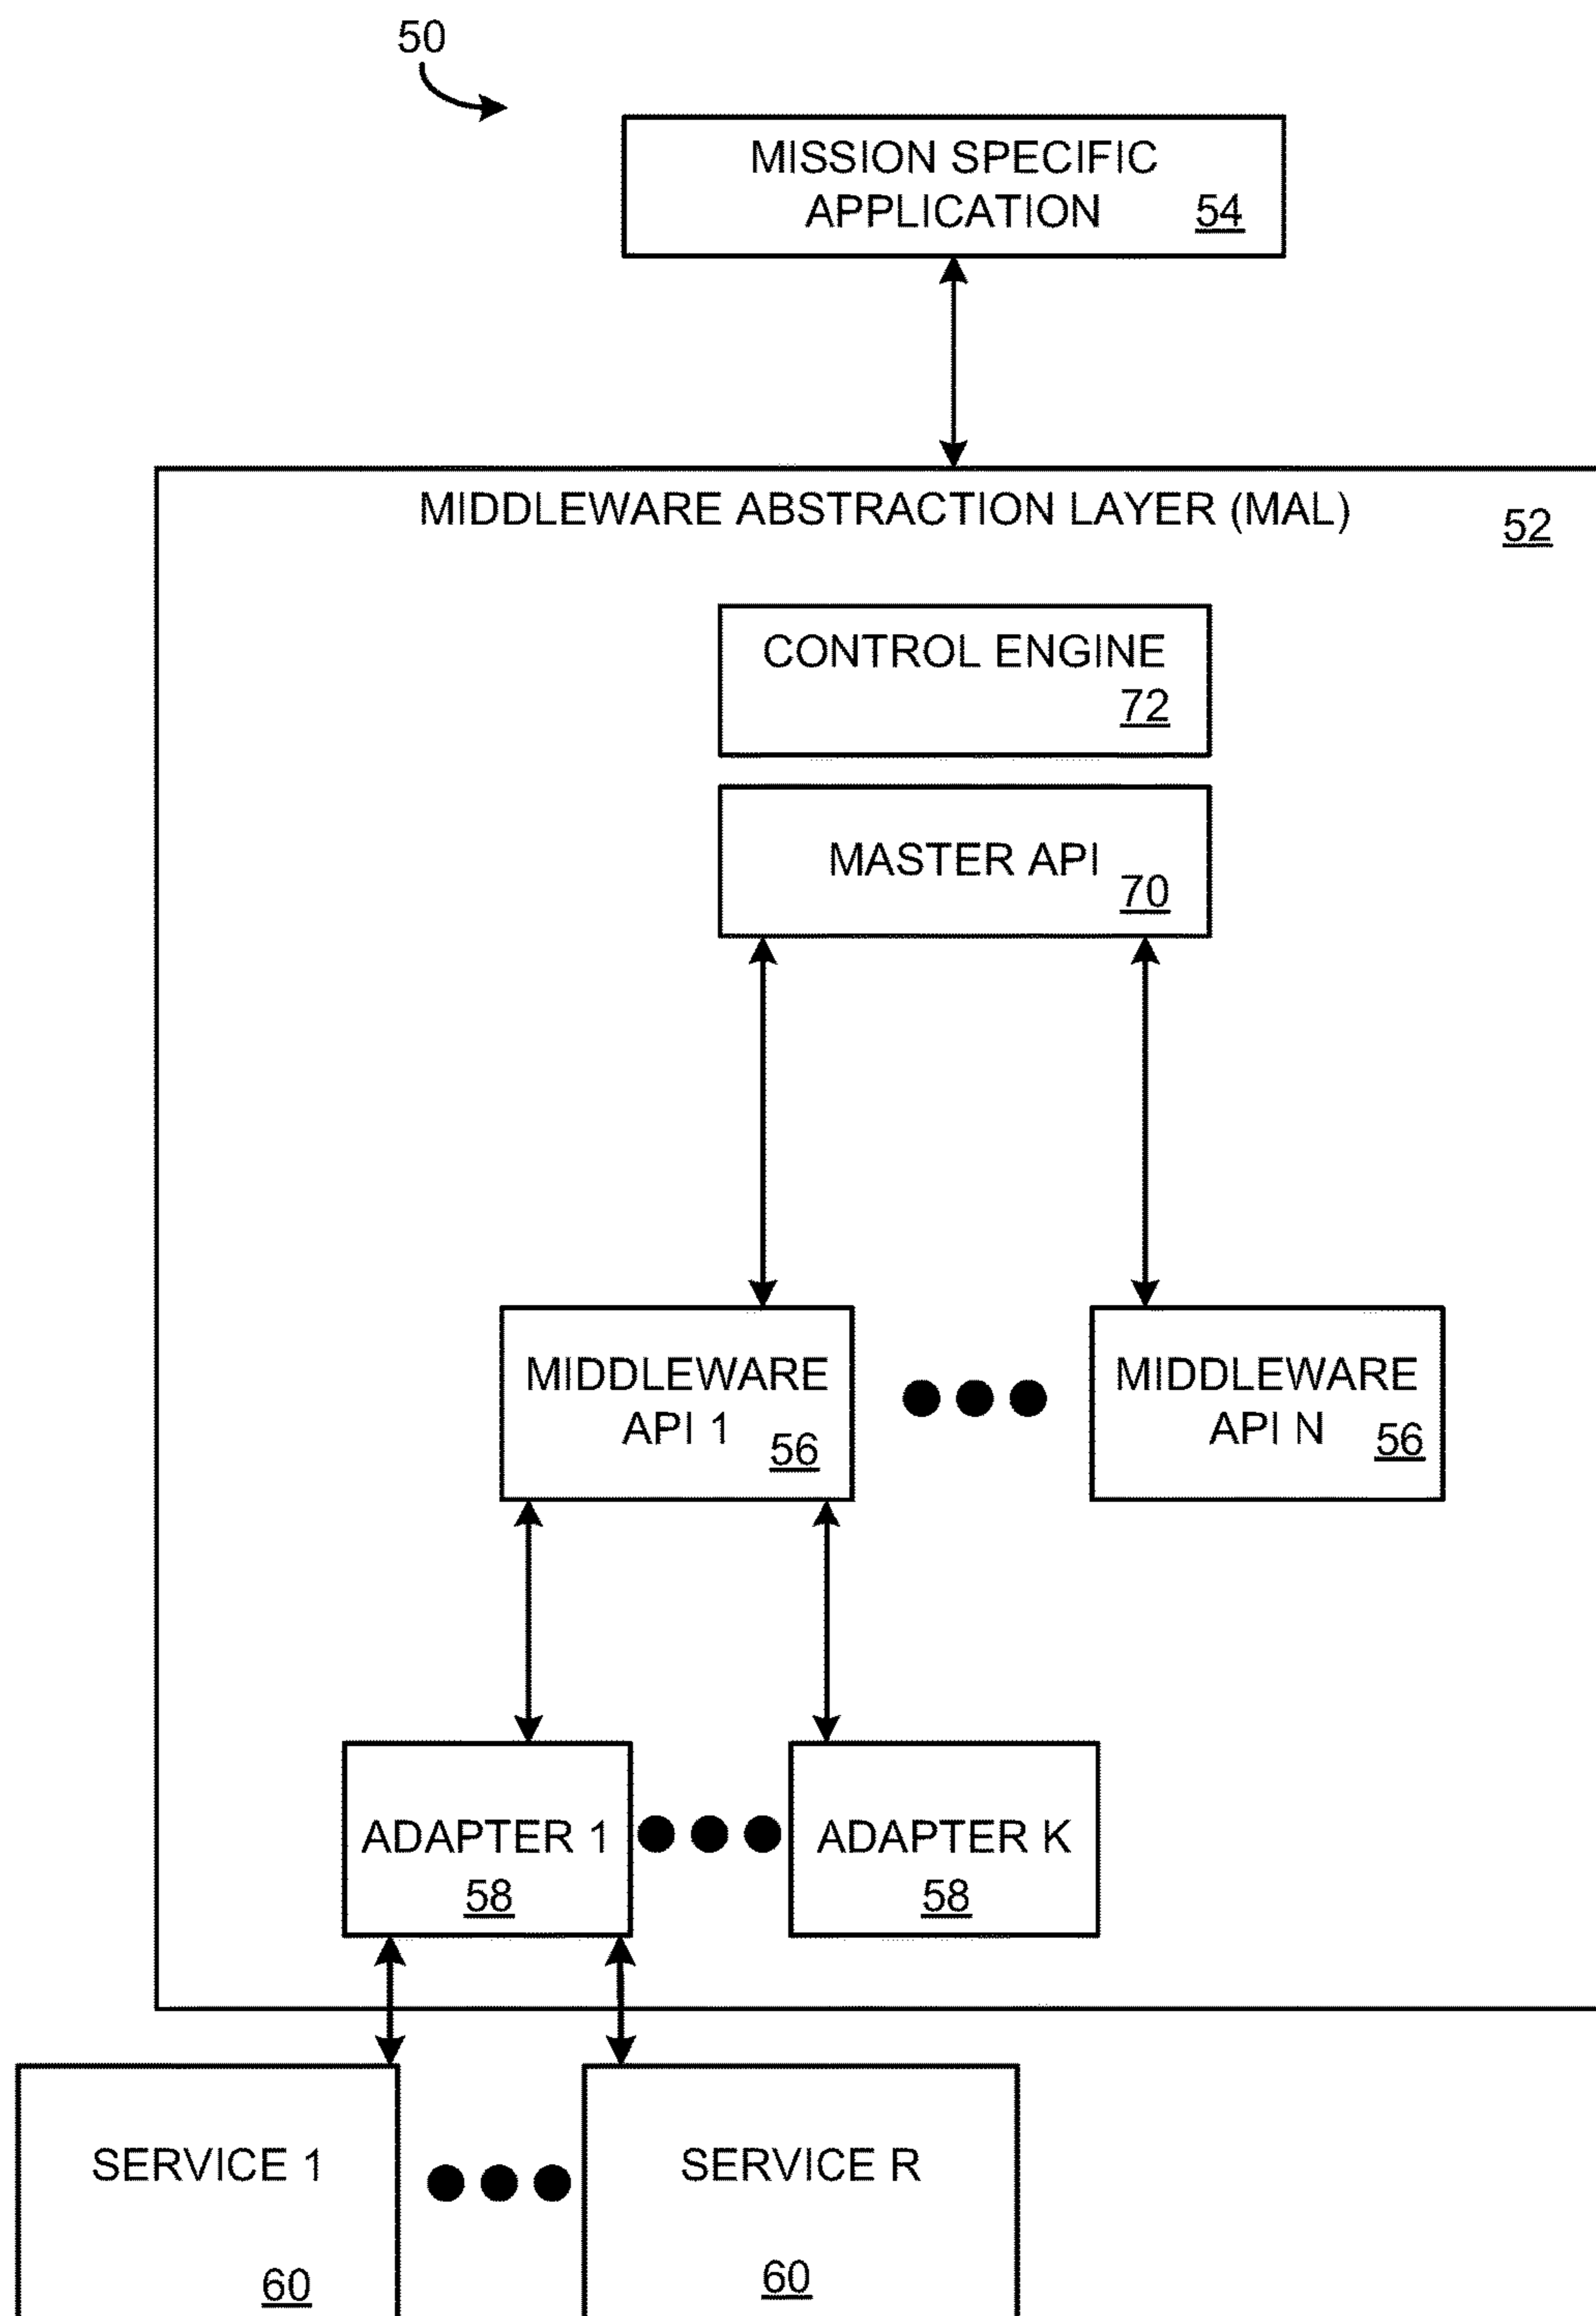 50
MISSION SPECIFIC
APPLICATION 54
MIDDLEWARE ABSTRACTION LAYER (MAL)
52
CONTROL ENGINE
72
MASTER API
70
MIDDLEWARE
API 1
56
MIDDLEWARE
API N
56
ADAPTER 1
58
ADAPTER K
58
SERVICE 1
60
SERVICE R
60